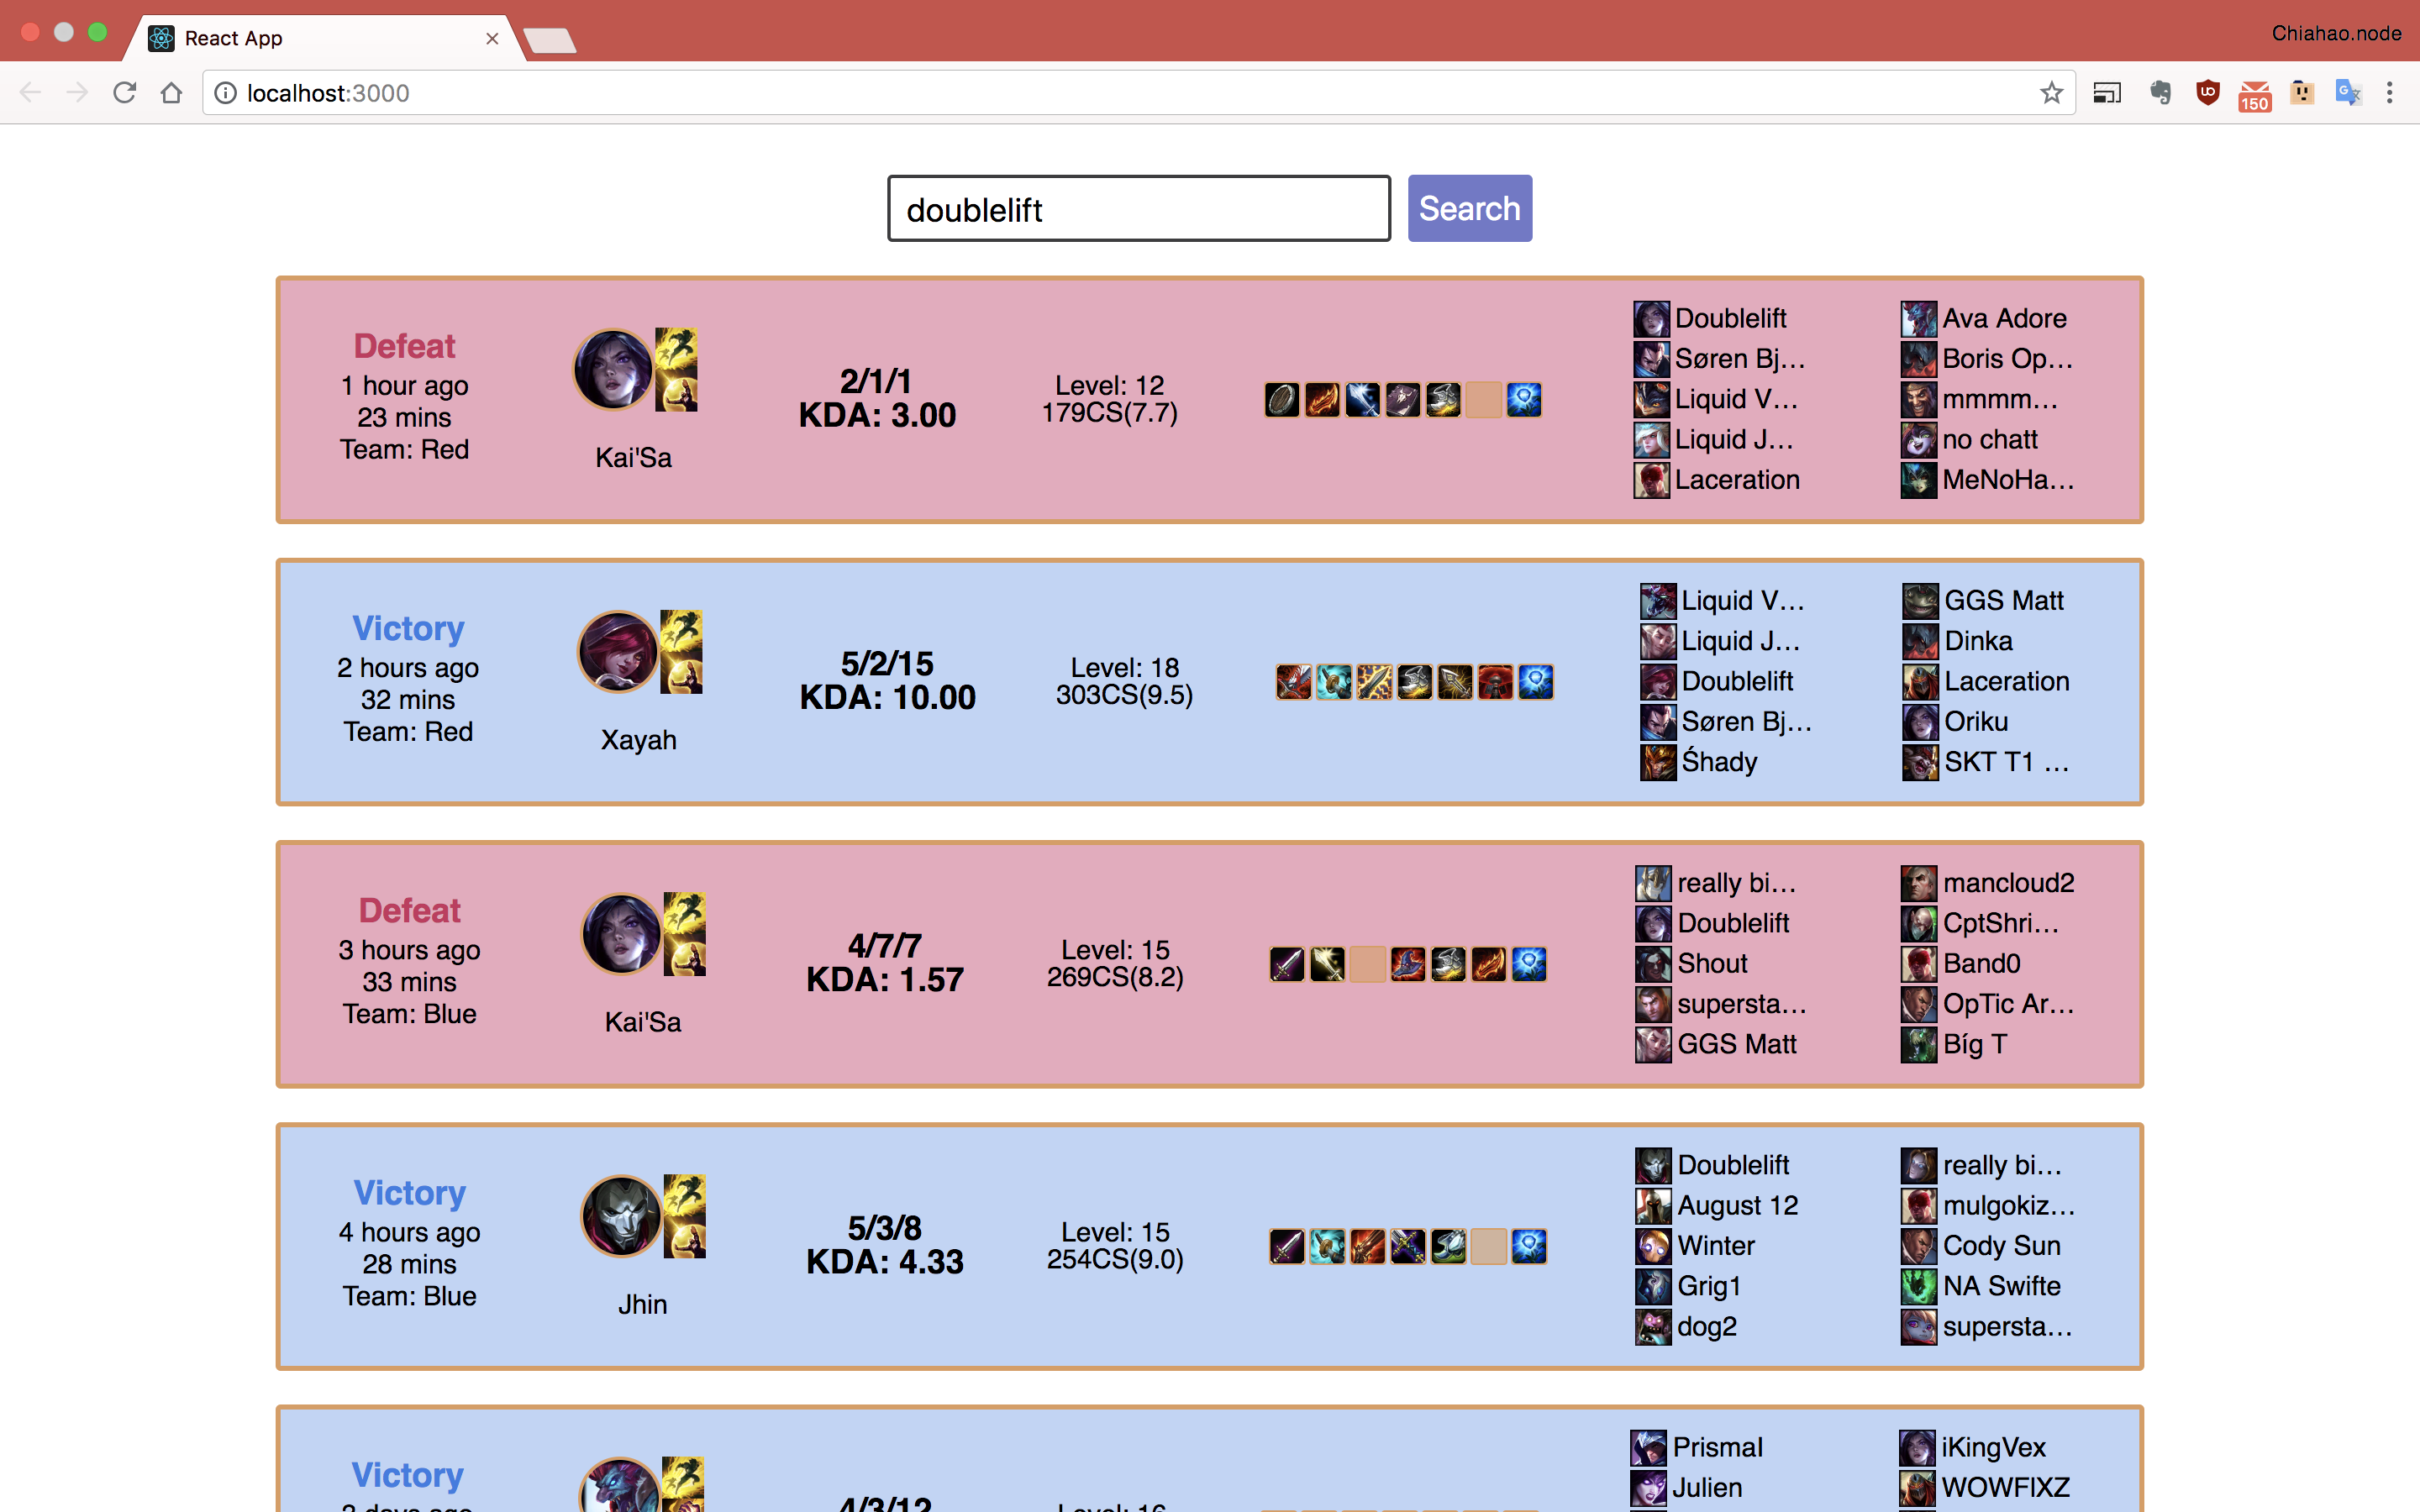 React App
Chiahao.node
localhost:3000
150
doublelift
Search
Defeat
1 hour ago
23 mins
Team: Red
Kai'Sa
2/1/1
KDA: 3.00
Level: 12
179CS(7.7)
Doublelift
Søren Bj...
Liquid V...
Liquid J...
Laceration
Ava Adore
Boris Op...
mmmm...
no chatt
MeNoHa...
Victory
2 hours ago
32 mins
Team: Red
Xayah
5/2/15
KDA: 10.00
Level: 18
303CS(9.5)
Liquid V...
Liquid J...
Doublelift
Søren Bj...
Śhady
GGS Matt
Dinka
Laceration
Oriku
SKT T1 ...
Defeat
3 hours ago
33 mins
Team: Blue
Kai'Sa
4/7/7
KDA: 1.57
Level: 15
269CS(8.2)
really bi...
Doublelift
Shout
supersta...
GGS Matt
mancloud2
CptShri...
Band0
OpTic Ar...
Bíg T
Victory
4 hours ago
28 mins
Team: Blue
Jhin
5/3/8
KDA: 4.33
Level: 15
254CS(9.0)
Doublelift
August 12
Winter
Grig1
dog2
really bi...
mulgokiz...
Cody Sun
NA Swifte
supersta...
Victory
4/3/12
Level: 16
Prismal
Julien
iKingVex
WOWFIXZ